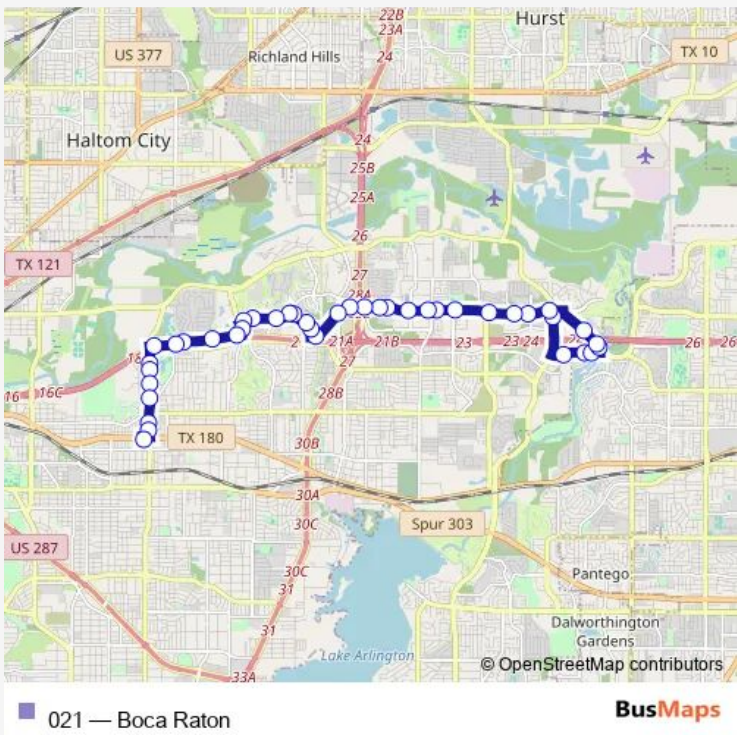 22B
23A
Hurst
US 377
TX 10
Richland Hills
24
Haltom City
24
25B
25A
26
TX 121
27
28A
18
2
21A
21B
23
23
24
26
26
27
16
16C
28B
TX 180
30B
30A
30C
Spur 303
US 287
30C
Pantego
31
Dalworthington
Gardens
31
Lake Arlington
33A
© OpenStreetMap contributors
021 — Boca Raton
BusMaps